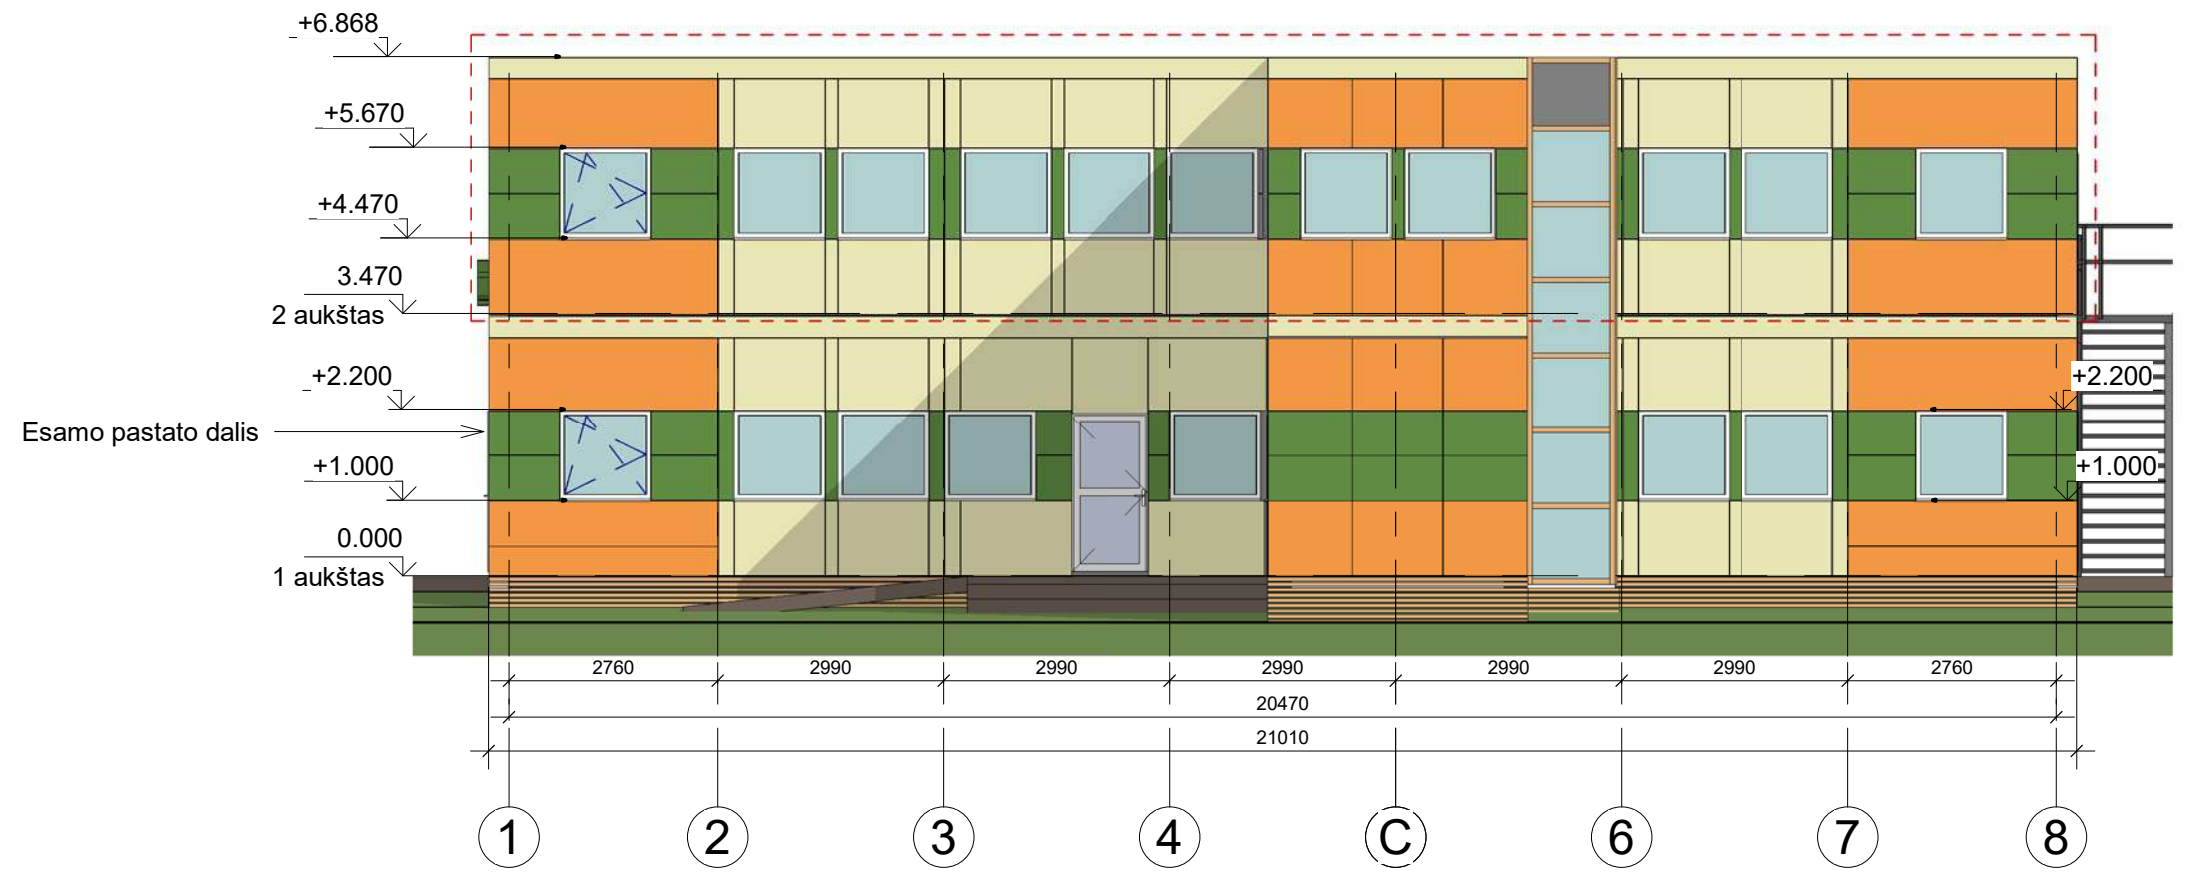 +6.868
+5.670
+4.470
3.470
2 aukštas
+2.200
+2.200
Esamo pastato dalis
+1.000
+1.000
0.000
1 aukštas
2760 2990 2990 2990 2990 2990 2760
20470
21010
1 2 3 4 C 6 7 8